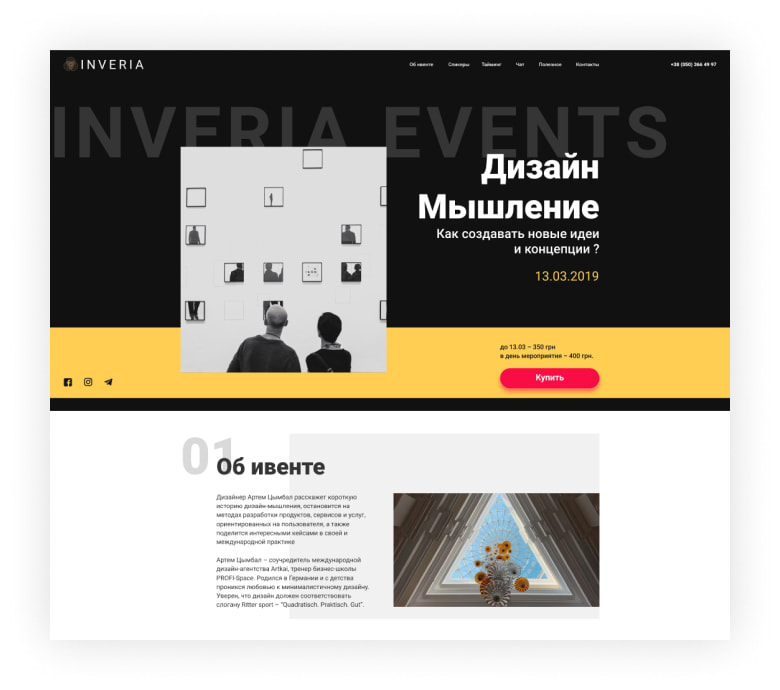 INVERIA
Об ивенте Спикеры Тайминг Чат Полезное Контакты
+38 (050) 366 49 97
INVERIA EVENTS
Дизайн
Мышление
Как создавать новые идеи
и концепции ?
13.03.2019
до 13.03 – 350 грн
в день мероприятия – 400 грн.
Купить
01
Об ивенте
Дизайнер Артем Цымбал расскажет короткую
историю дизайн-мышления, остановится на
методах разработки продуктов, сервисов и услуг,
ориентированных на пользователя, а также
поделится интересными кейсами в своей и
международной практике
Артем Цымбал – соучредитель международной
дизайн-агентства Artkai, тренер бизнес-школы
PROFI-Space. Родился в Германии и с детства
проникся любовью к минималистичному дизайну.
Уверен, что дизайн должен соответствовать
слогану Ritter sport – "Quadratisch. Praktisch. Gut".